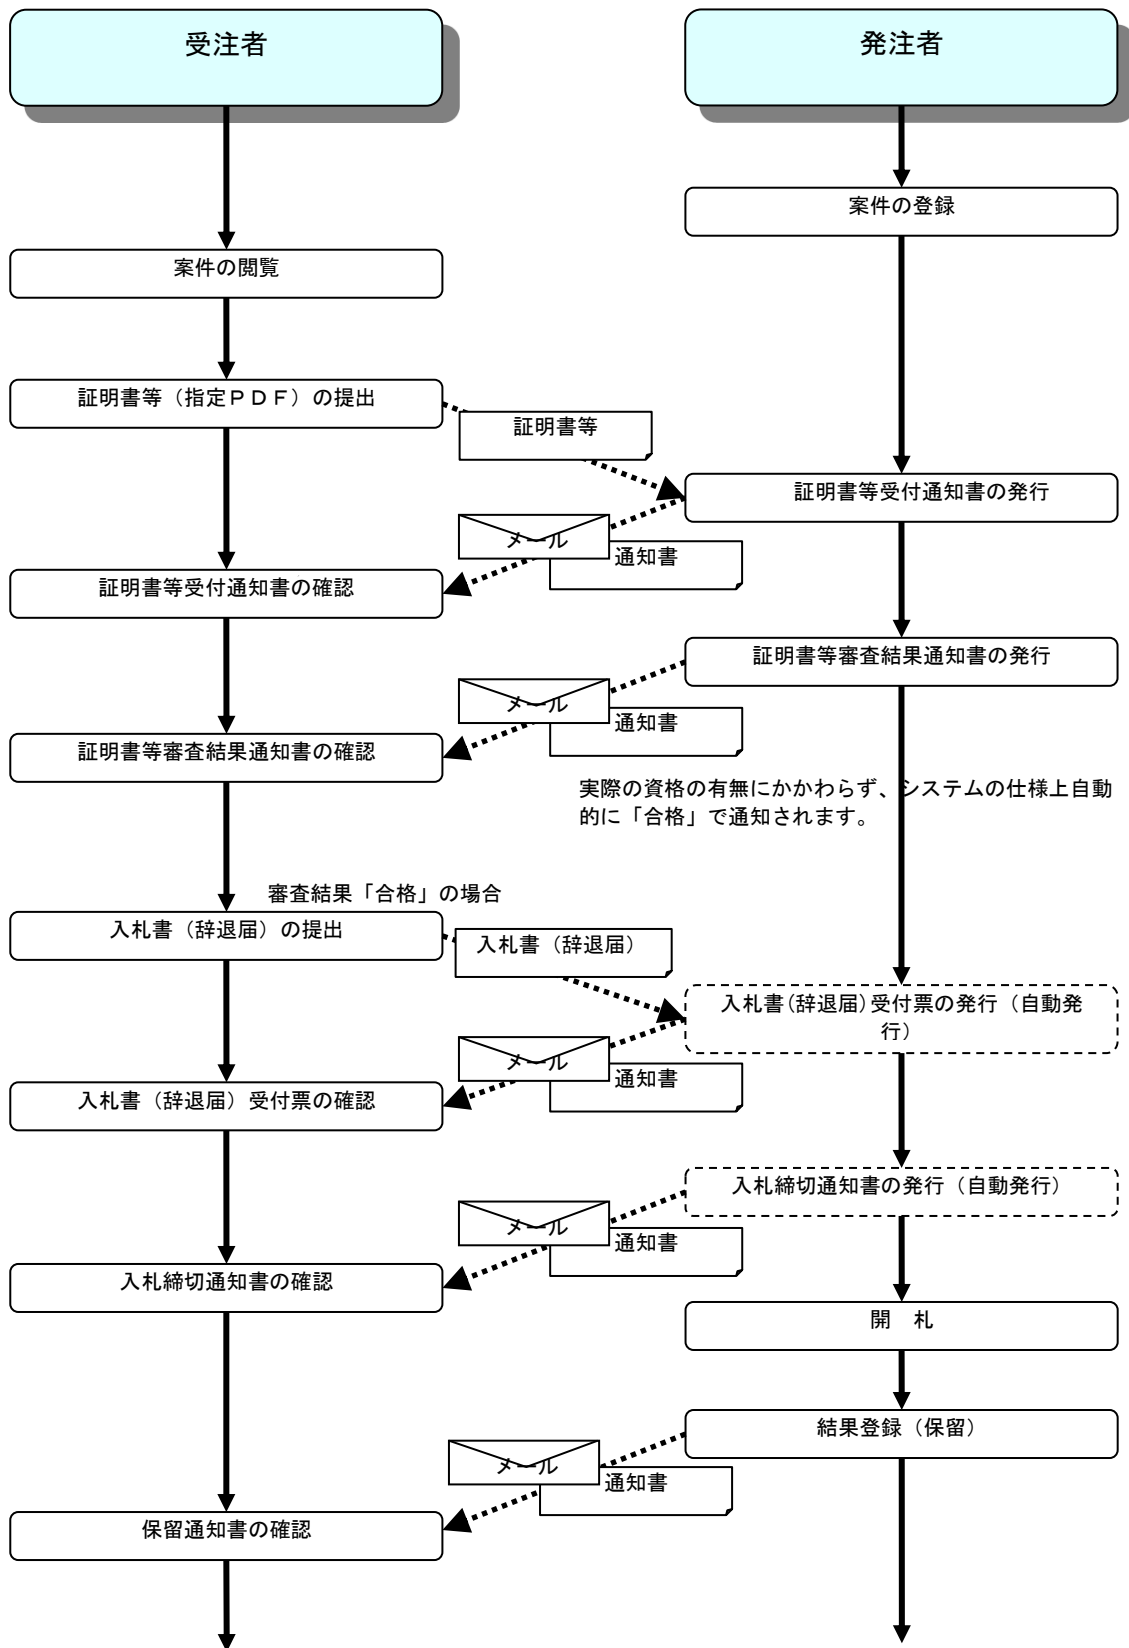 受注者
発注者
案件の登録
案件の閲覧
証明書等（指定ＰＤＦ）の提出
証明書等
証明書等受付通知書の発行
メール
通知書
証明書等受付通知書の確認
証明書等審査結果通知書の発行
メール
通知書
証明書等審査結果通知書の確認
実際の資格の有無にかかわらず、システムの仕様上自動
的に「合格」で通知されます。
審査結果「合格」の場合
入札書（辞退届）の提出
入札書（辞退届）
入札書(辞退届)受付票の発行（自動発
行）
メール
通知書
入札書（辞退届）受付票の確認
入札締切通知書の発行（自動発行）
メール
通知書
入札締切通知書の確認
開　札
結果登録（保留）
メール
通知書
保留通知書の確認